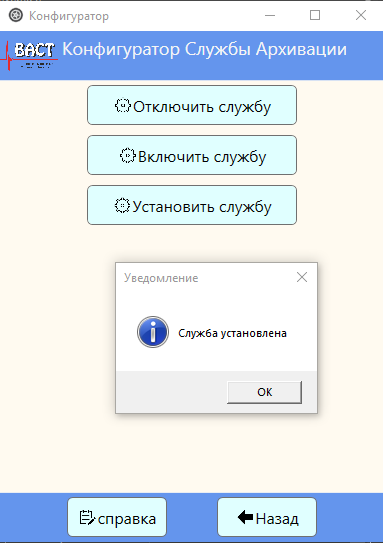 Конфигуратор
ВАСТ
Конфигуратор Службы Архивации
Отключить службу
Включить службу
Установить службу
Уведомление
Служба установлена
ОК
справка
Назад